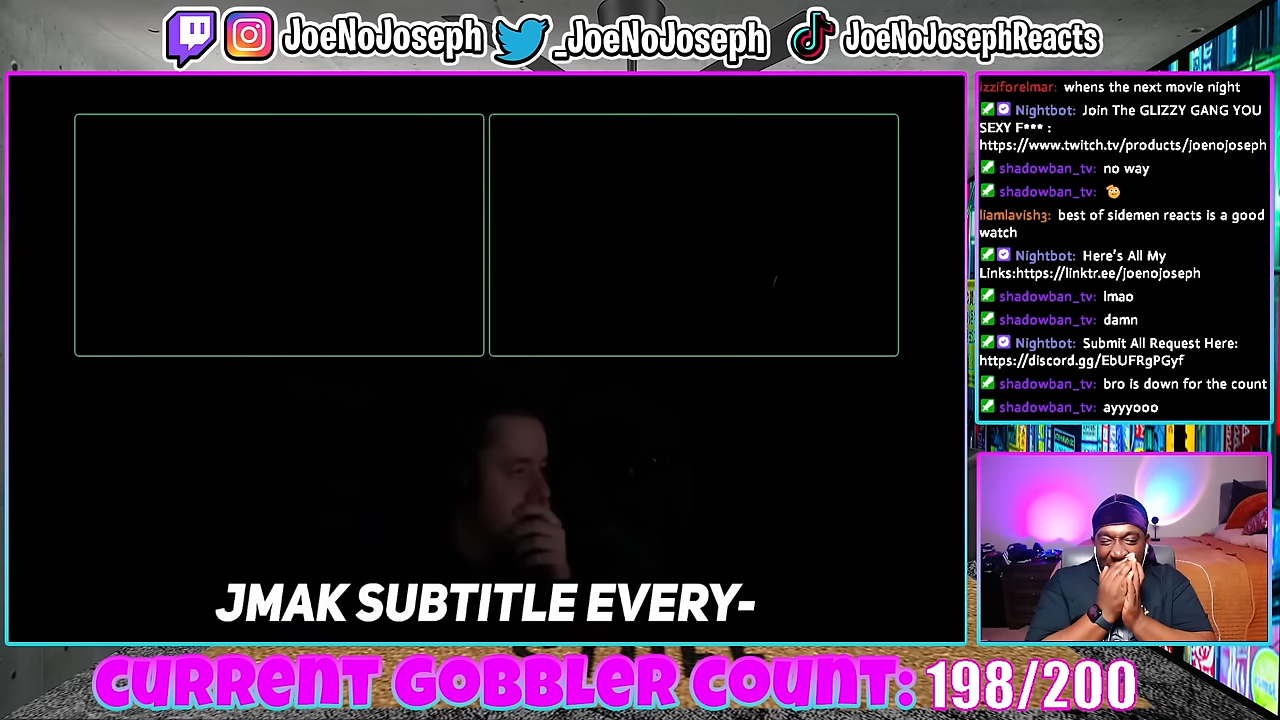 JoeNoJoseph _JoeNoJoseph JoeNoJosephReacts
izziforelmar: whens the next movie night
Nightbot: Join The GLIZZY GANG YOU
SEXY F*** :
https://www.twitch.tv/products/joenojoseph
shadowban_tv: no way
shadowban_tv:
liamlavish3: best of sidemen reacts is a good
watch
Nightbot: Here's All My
Links:https://linktr.ee/joenojoseph
shadowban_tv: lmao
shadowban_tv: damn
Nightbot: Submit All Request Here:
https://discord.gg/EbUFRgPGyf
shadowban_tv: bro is down for the count
shadowban_tv: ayyyooo
JMAK SUBTITLE EVERY-
CURRENT GOBBLER COUNT: 198/200